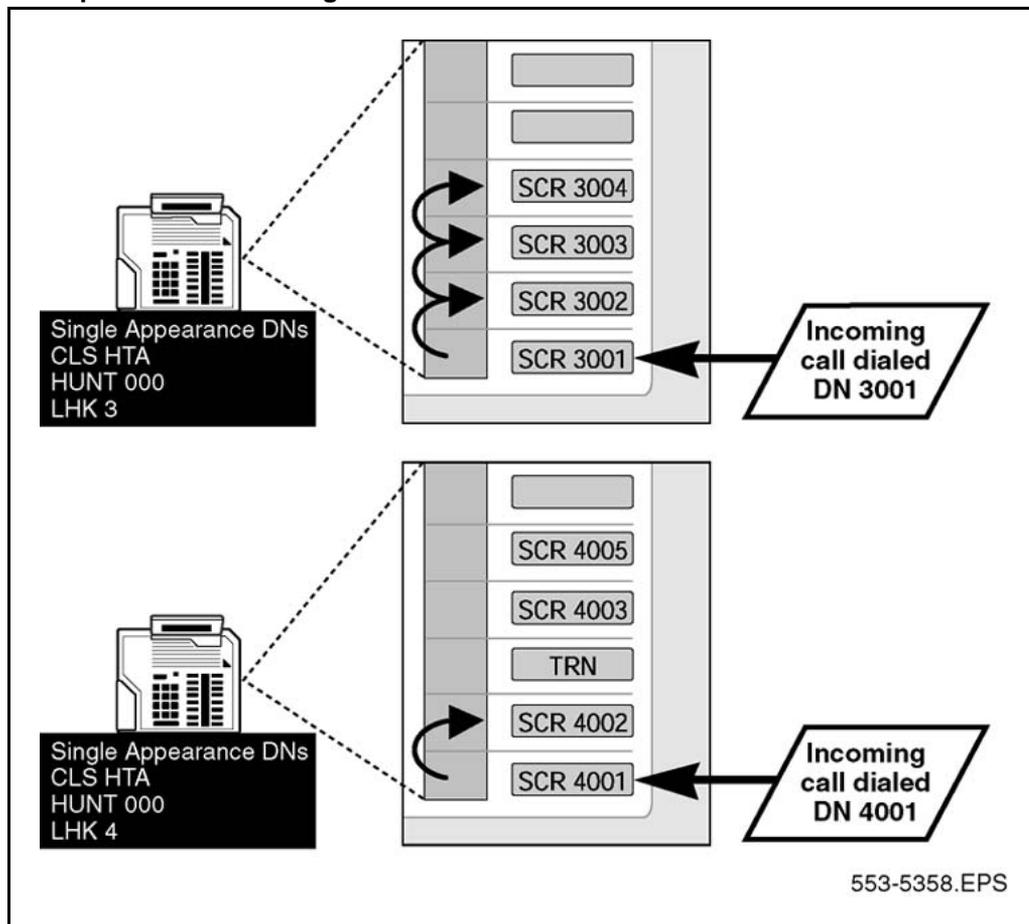 SCR 3004
SCR 3003
SCR 3002
SCR 3001
Single Appearance DNs
CLS HTA
HUNT 000
LHK 3
Incoming
call dialed
DN 3001
SCR 4005
SCR 4003
TRN
SCR 4002
SCR 4001
Single Appearance DNs
CLS HTA
HUNT 000
LHK 4
Incoming
call dialed
DN 4001
553-5358.EPS